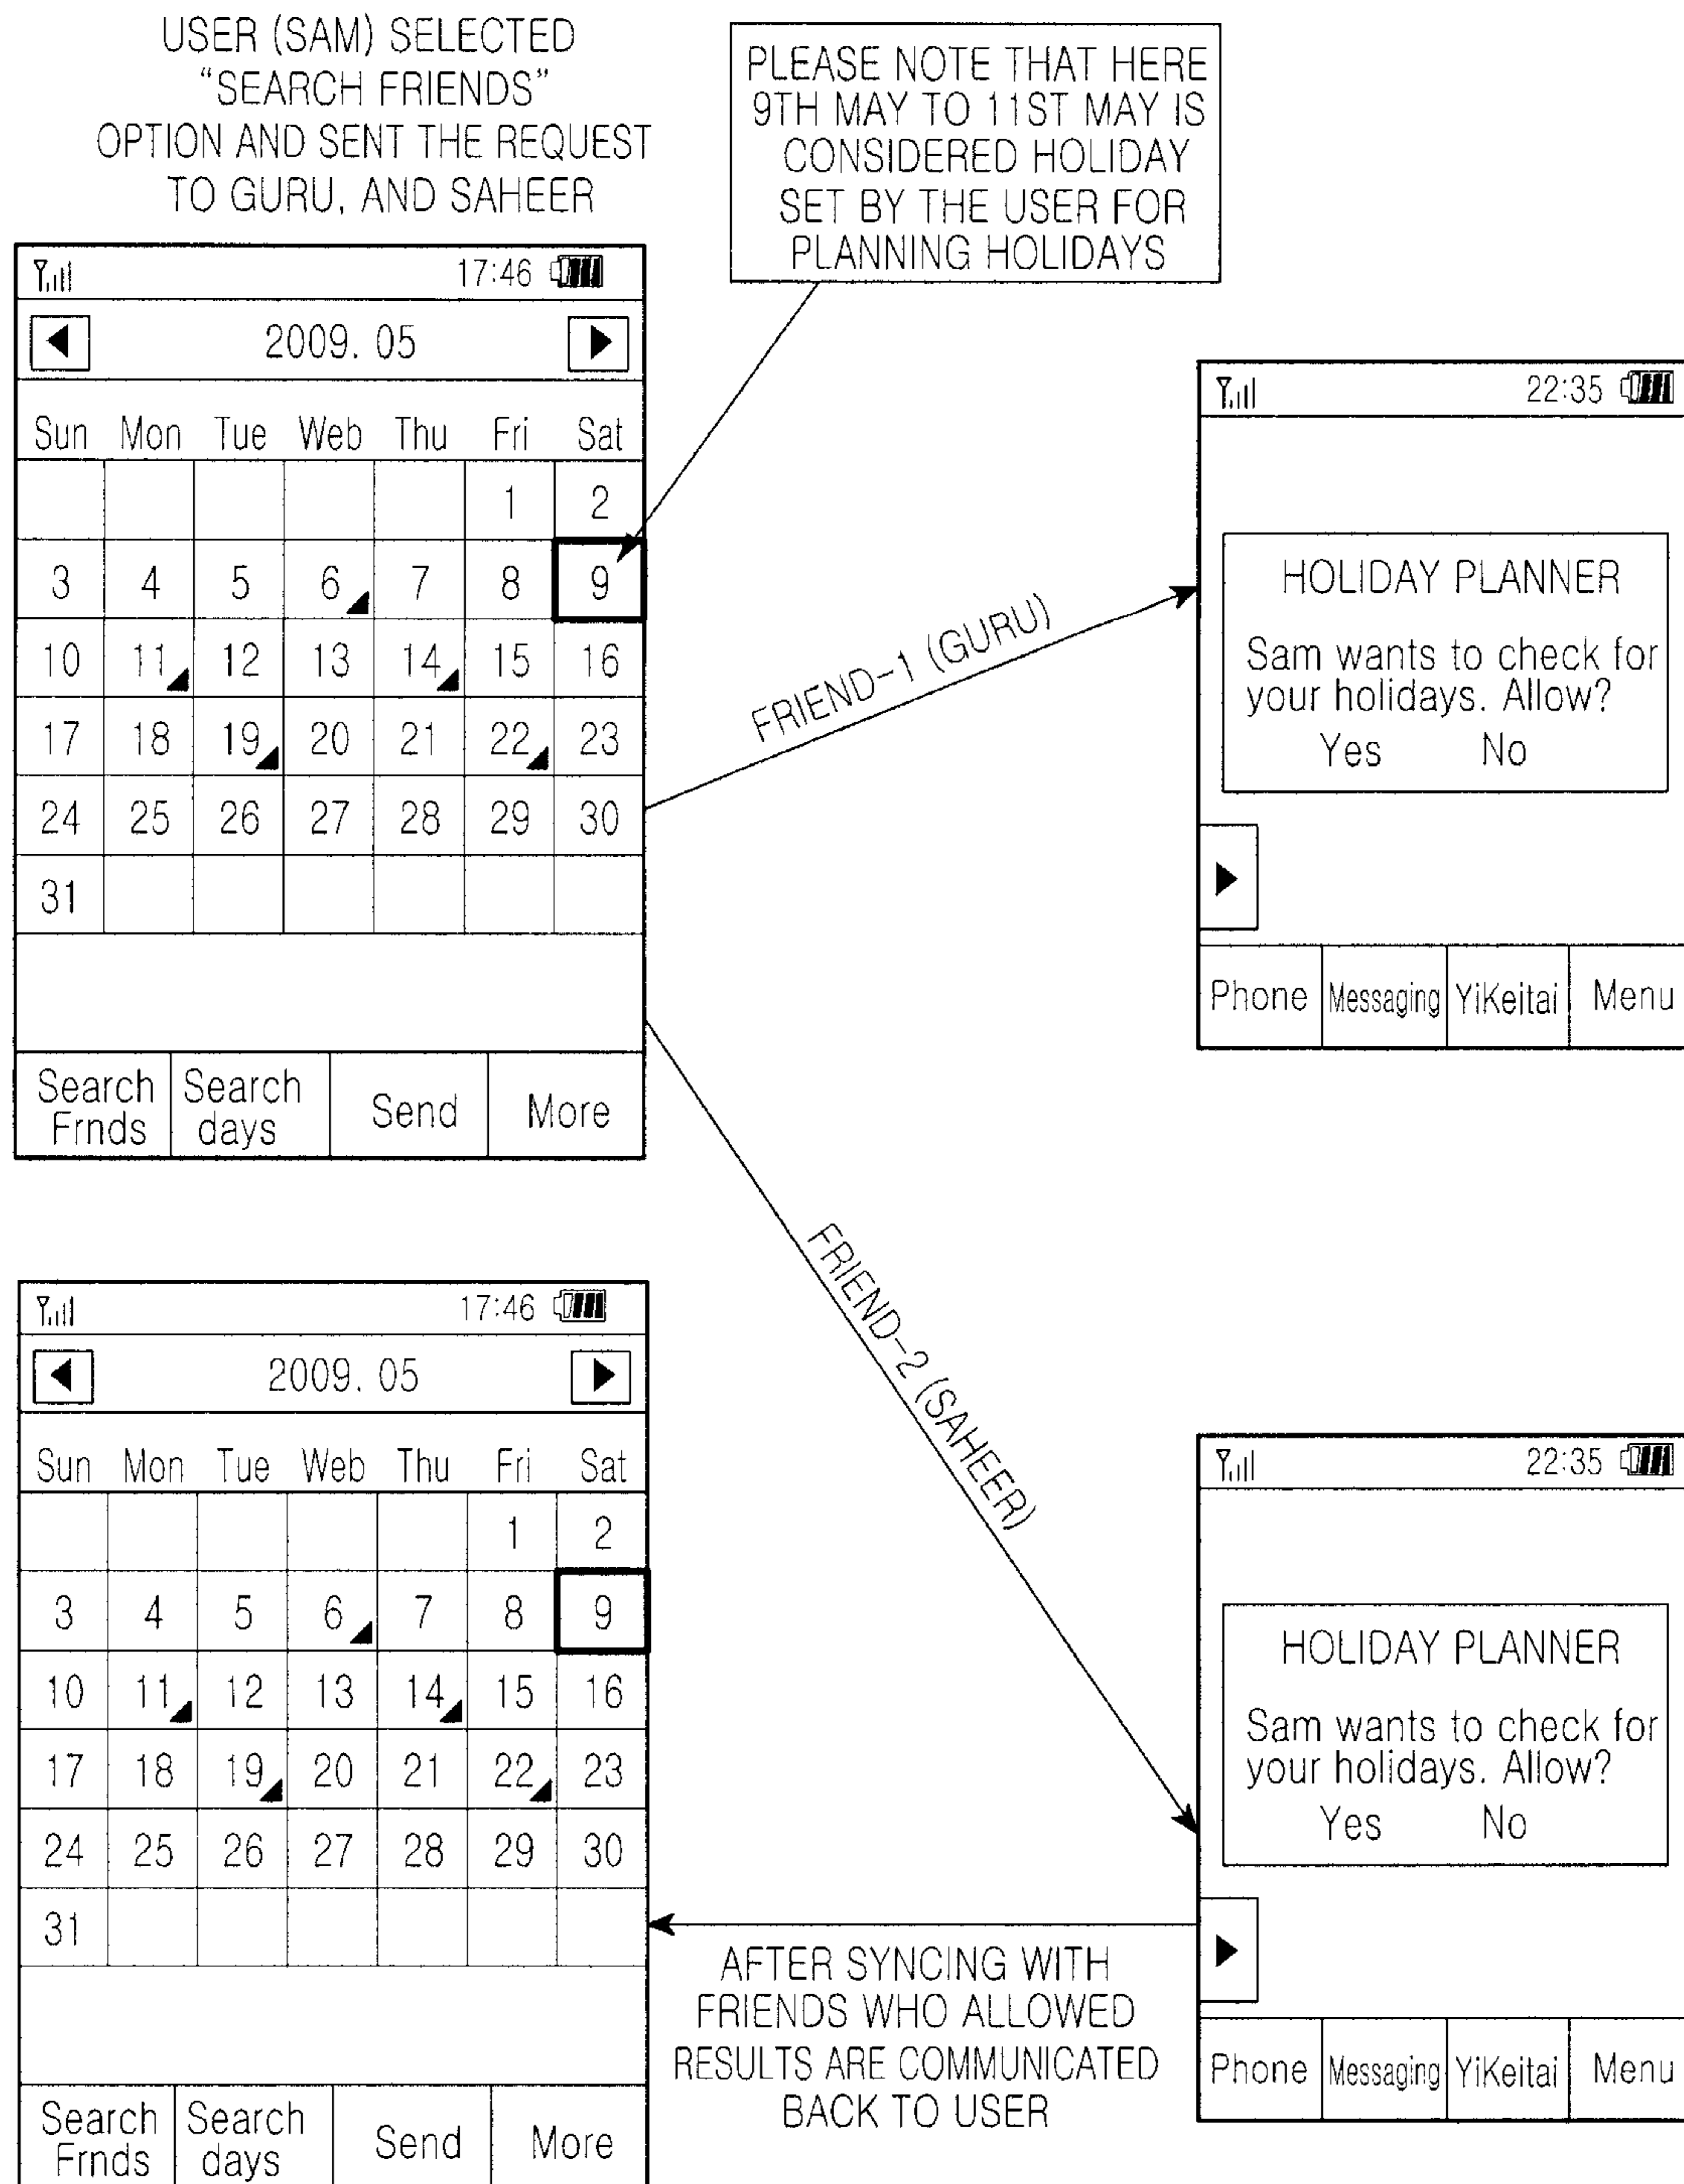 USER (SAM) SELECTED
“SEARCH FRIENDS”
OPTION AND SENT THE REQUEST
TO GURU, AND SAHEER
PLEASE NOTE THAT HERE
9TH MAY TO 11ST MAY IS
CONSIDERED HOLIDAY
SET BY THE USER FOR
PLANNING HOLIDAYS
17:46
2009. 05
Sun Mon Tue Web Thu Fri Sat
1 2
3 4 5 6 7 8 9
10 11 12 13 14 15 16
17 18 19 20 21 22 23
24 25 26 27 28 29 30
31
Search Frnds Search days Send More
FRIEND-1 (GURU)
22:35
HOLIDAY PLANNER
Sam wants to check for
your holidays. Allow?
Yes No
Phone Messaging YiKeitai Menu
FRIEND-2 (SAHEER)
17:46
2009. 05
Sun Mon Tue Web Thu Fri Sat
1 2
3 4 5 6 7 8 9
10 11 12 13 14 15 16
17 18 19 20 21 22 23
24 25 26 27 28 29 30
31
Search Frnds Search days Send More
22:35
HOLIDAY PLANNER
Sam wants to check for
your holidays. Allow?
Yes No
Phone Messaging YiKeitai Menu
AFTER SYNCING WITH
FRIENDS WHO ALLOWED
RESULTS ARE COMMUNICATED
BACK TO USER